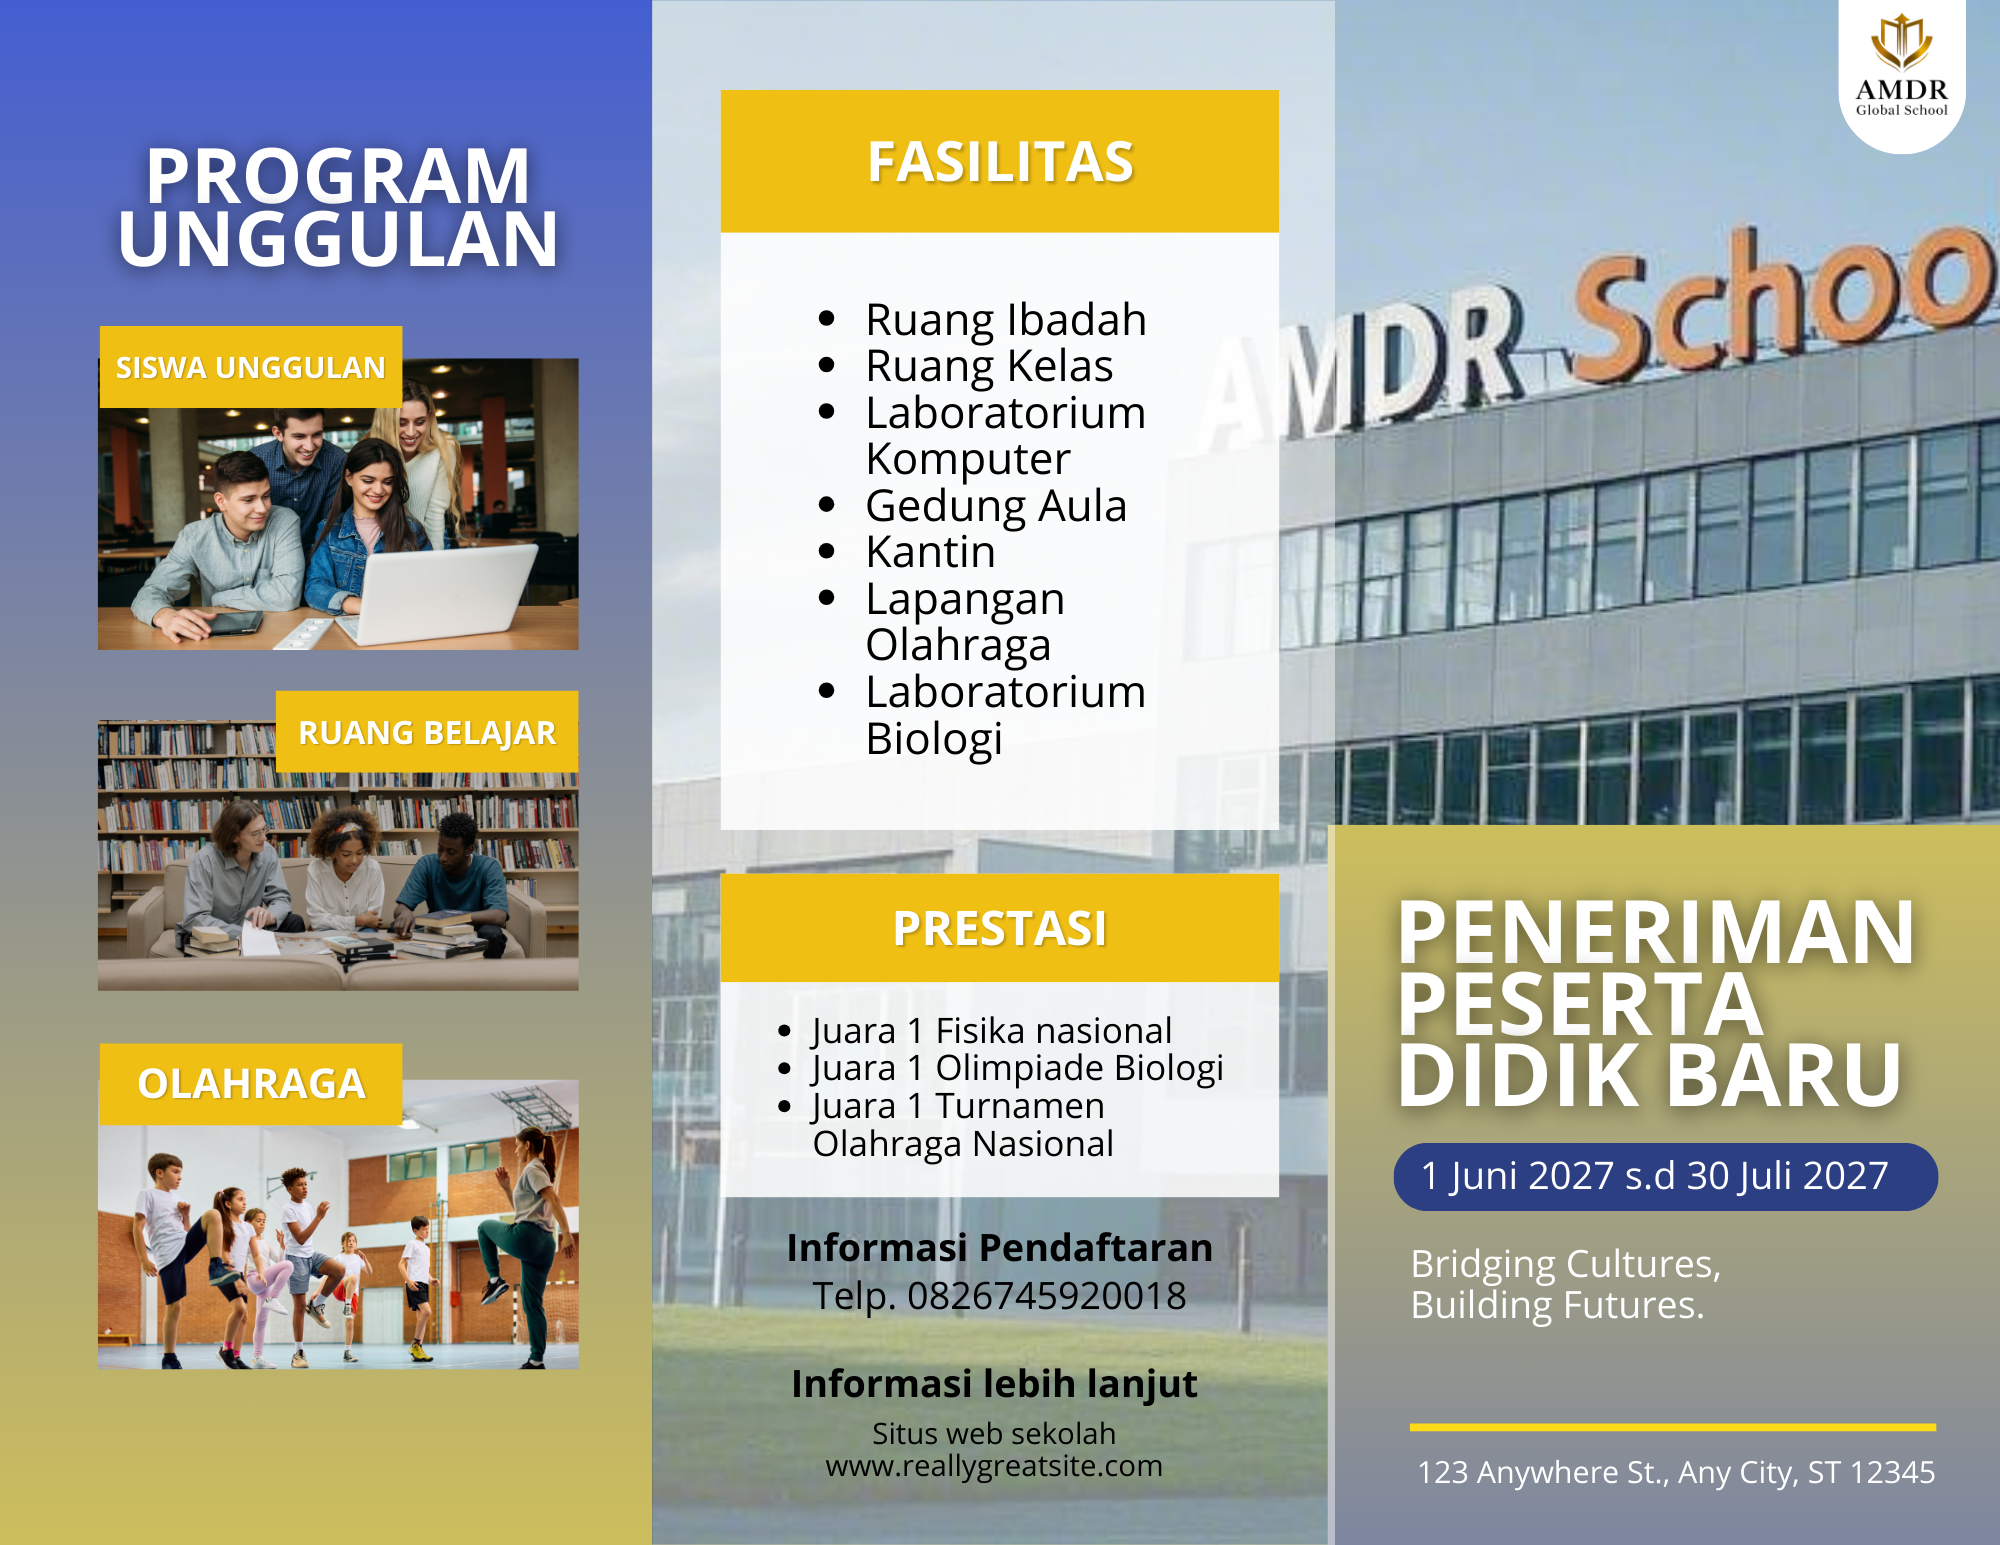 PROGRAM
UNGGULAN
SISWA UNGGULAN
RUANG BELAJAR
OLAHRAGA
FASILITAS
• Ruang Ibadah
• Ruang Kelas
• Laboratorium
Komputer
• Gedung Aula
• Kantin
• Lapangan
Olahraga
• Laboratorium
Biologi
PRESTASI
• Juara 1 Fisika nasional
• Juara 1 Olimpiade Biologi
• Juara 1 Turnamen
Olahraga Nasional
Informasi Pendaftaran
Telp. 0826745920018
Informasi lebih lanjut
Situs web sekolah
www.reallygreatsite.com
AMDR
Global School
AMDR Schoo
PENERIMAN
PESERTA
DIDIK BARU
1 Juni 2027 s.d 30 Juli 2027
Bridging Cultures,
Building Futures.
123 Anywhere St., Any City, ST 12345